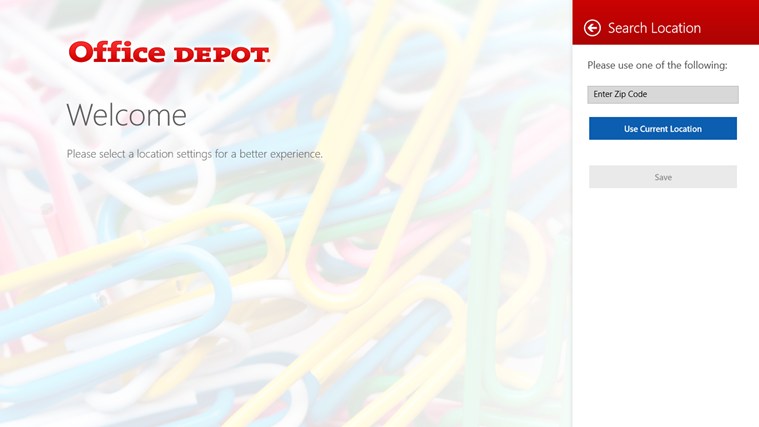 Office DEPOT.
Welcome
Please select a location settings for a better experience.
Search Location
Please use one of the following:
Enter Zip Code
Use Current Location
Save